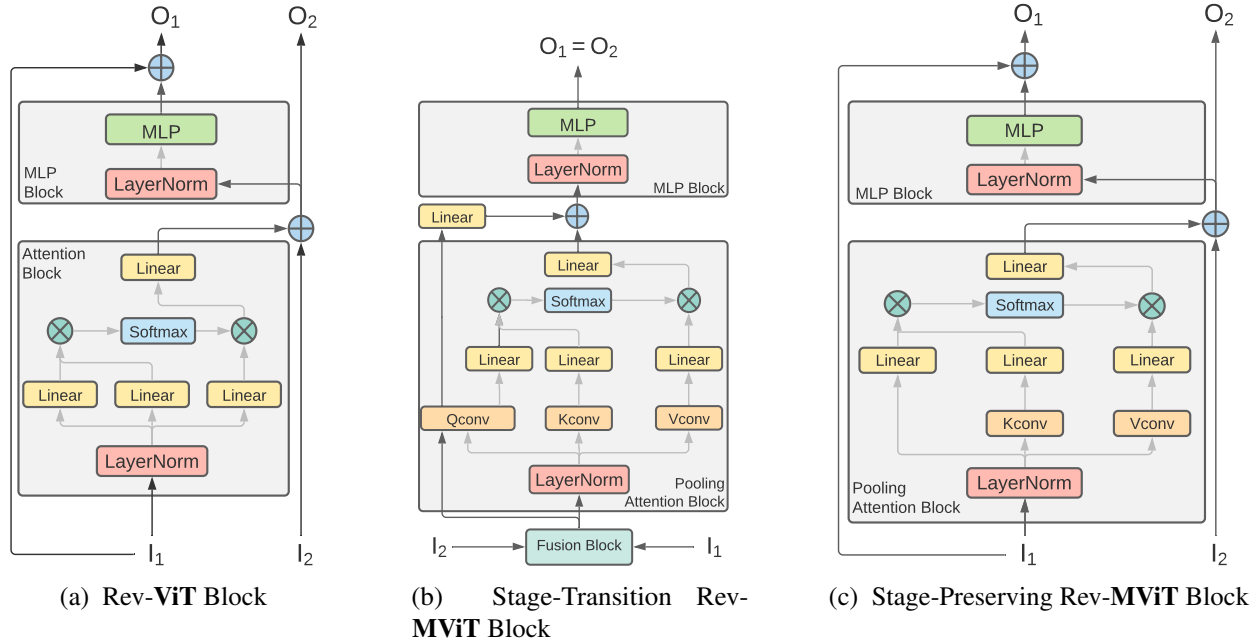 O₁
O₂
MLP
LayerNorm
MLP
Block
Attention
Block
Linear
Softmax
Linear
Linear
Linear
LayerNorm
I₁
I₂
(a) Rev-ViT Block
O₁ = O₂
MLP
LayerNorm
MLP Block
Linear
Linear
Softmax
Linear
Linear
Linear
Qconv
Kconv
Vconv
LayerNorm
Pooling
Attention Block
I₂
Fusion Block
I₁
(b) Stage-Transition Rev-
MViT Block
O₁
O₂
MLP
LayerNorm
MLP Block
Linear
Softmax
Linear
Linear
Linear
Kconv
Vconv
LayerNorm
Pooling
Attention Block
I₁
I₂
(c) Stage-Preserving Rev-MViT Block